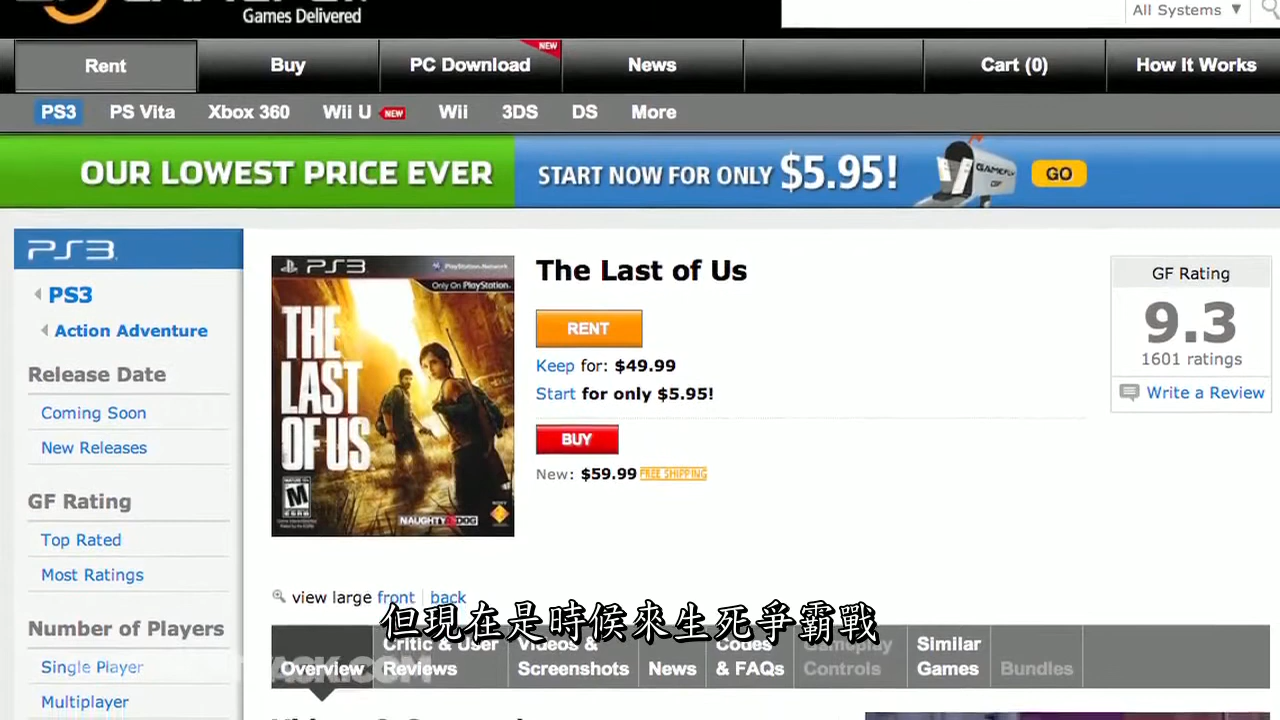 Games Delivered
All Systems ▼
Rent
Buy
PC Download
NEW
News
Cart (0)
How It Works
PS3
PS Vita
Xbox 360
Wii U NEW
Wii
3DS
DS
More
OUR LOWEST PRICE EVER
START NOW FOR ONLY $5.95!
GAMEFLY
GO
PS3
PS3
Action Adventure
Release Date
Coming Soon
New Releases
GF Rating
Top Rated
Most Ratings
Number of Players
Single Player
Multiplayer
PS3
PlayStation Network
Only On PlayStation
THE
LAST
OF US
M
NAUGHTY DOG
SONY
The Last of Us
RENT
Keep for: $49.99
Start for only $5.95!
BUY
New: $59.99 FREE SHIPPING
GF Rating
9.3
1601 ratings
Write a Review
view large front | back
但現在是時候來生死爭霸戰
Overview
Critic & User
Reviews
Videos &
Screenshots
News
Codes
& FAQs
Gameplay
Controls
Similar
Games
Bundles